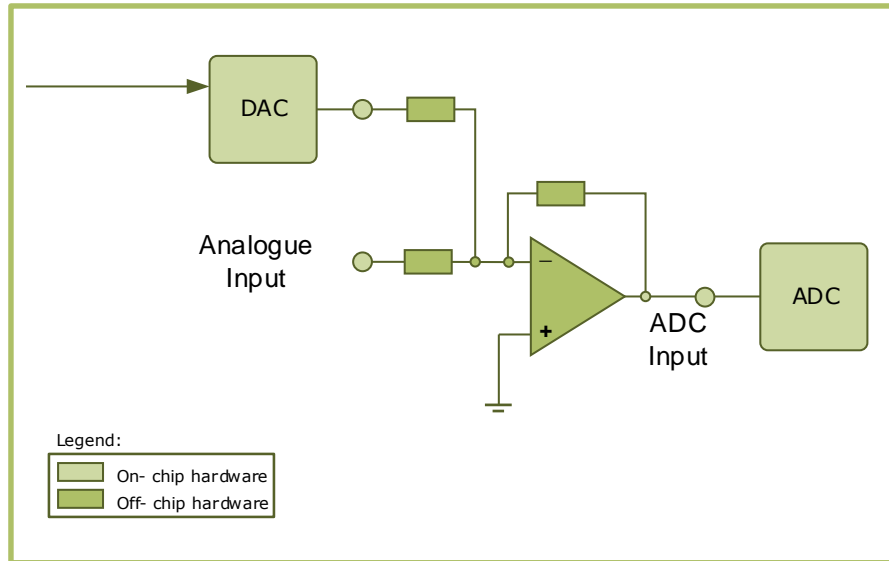 DAC
Analogue
Input
−
+
ADC
Input
ADC
Legend:
On- chip hardware
Off- chip hardware